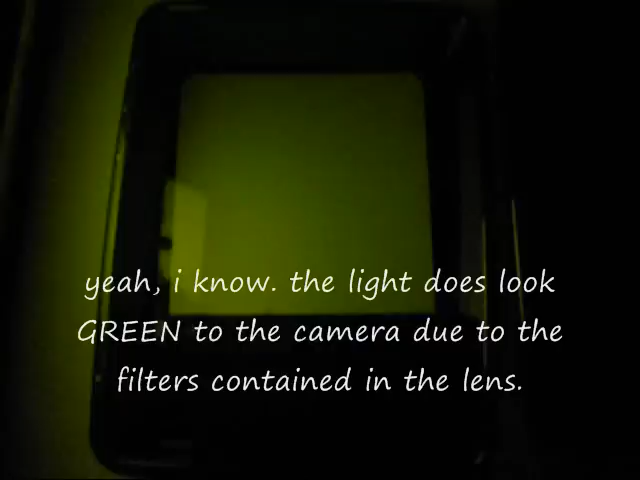 yeah, i know. the light does look
GREEN to the camera due to the
filters contained in the lens.